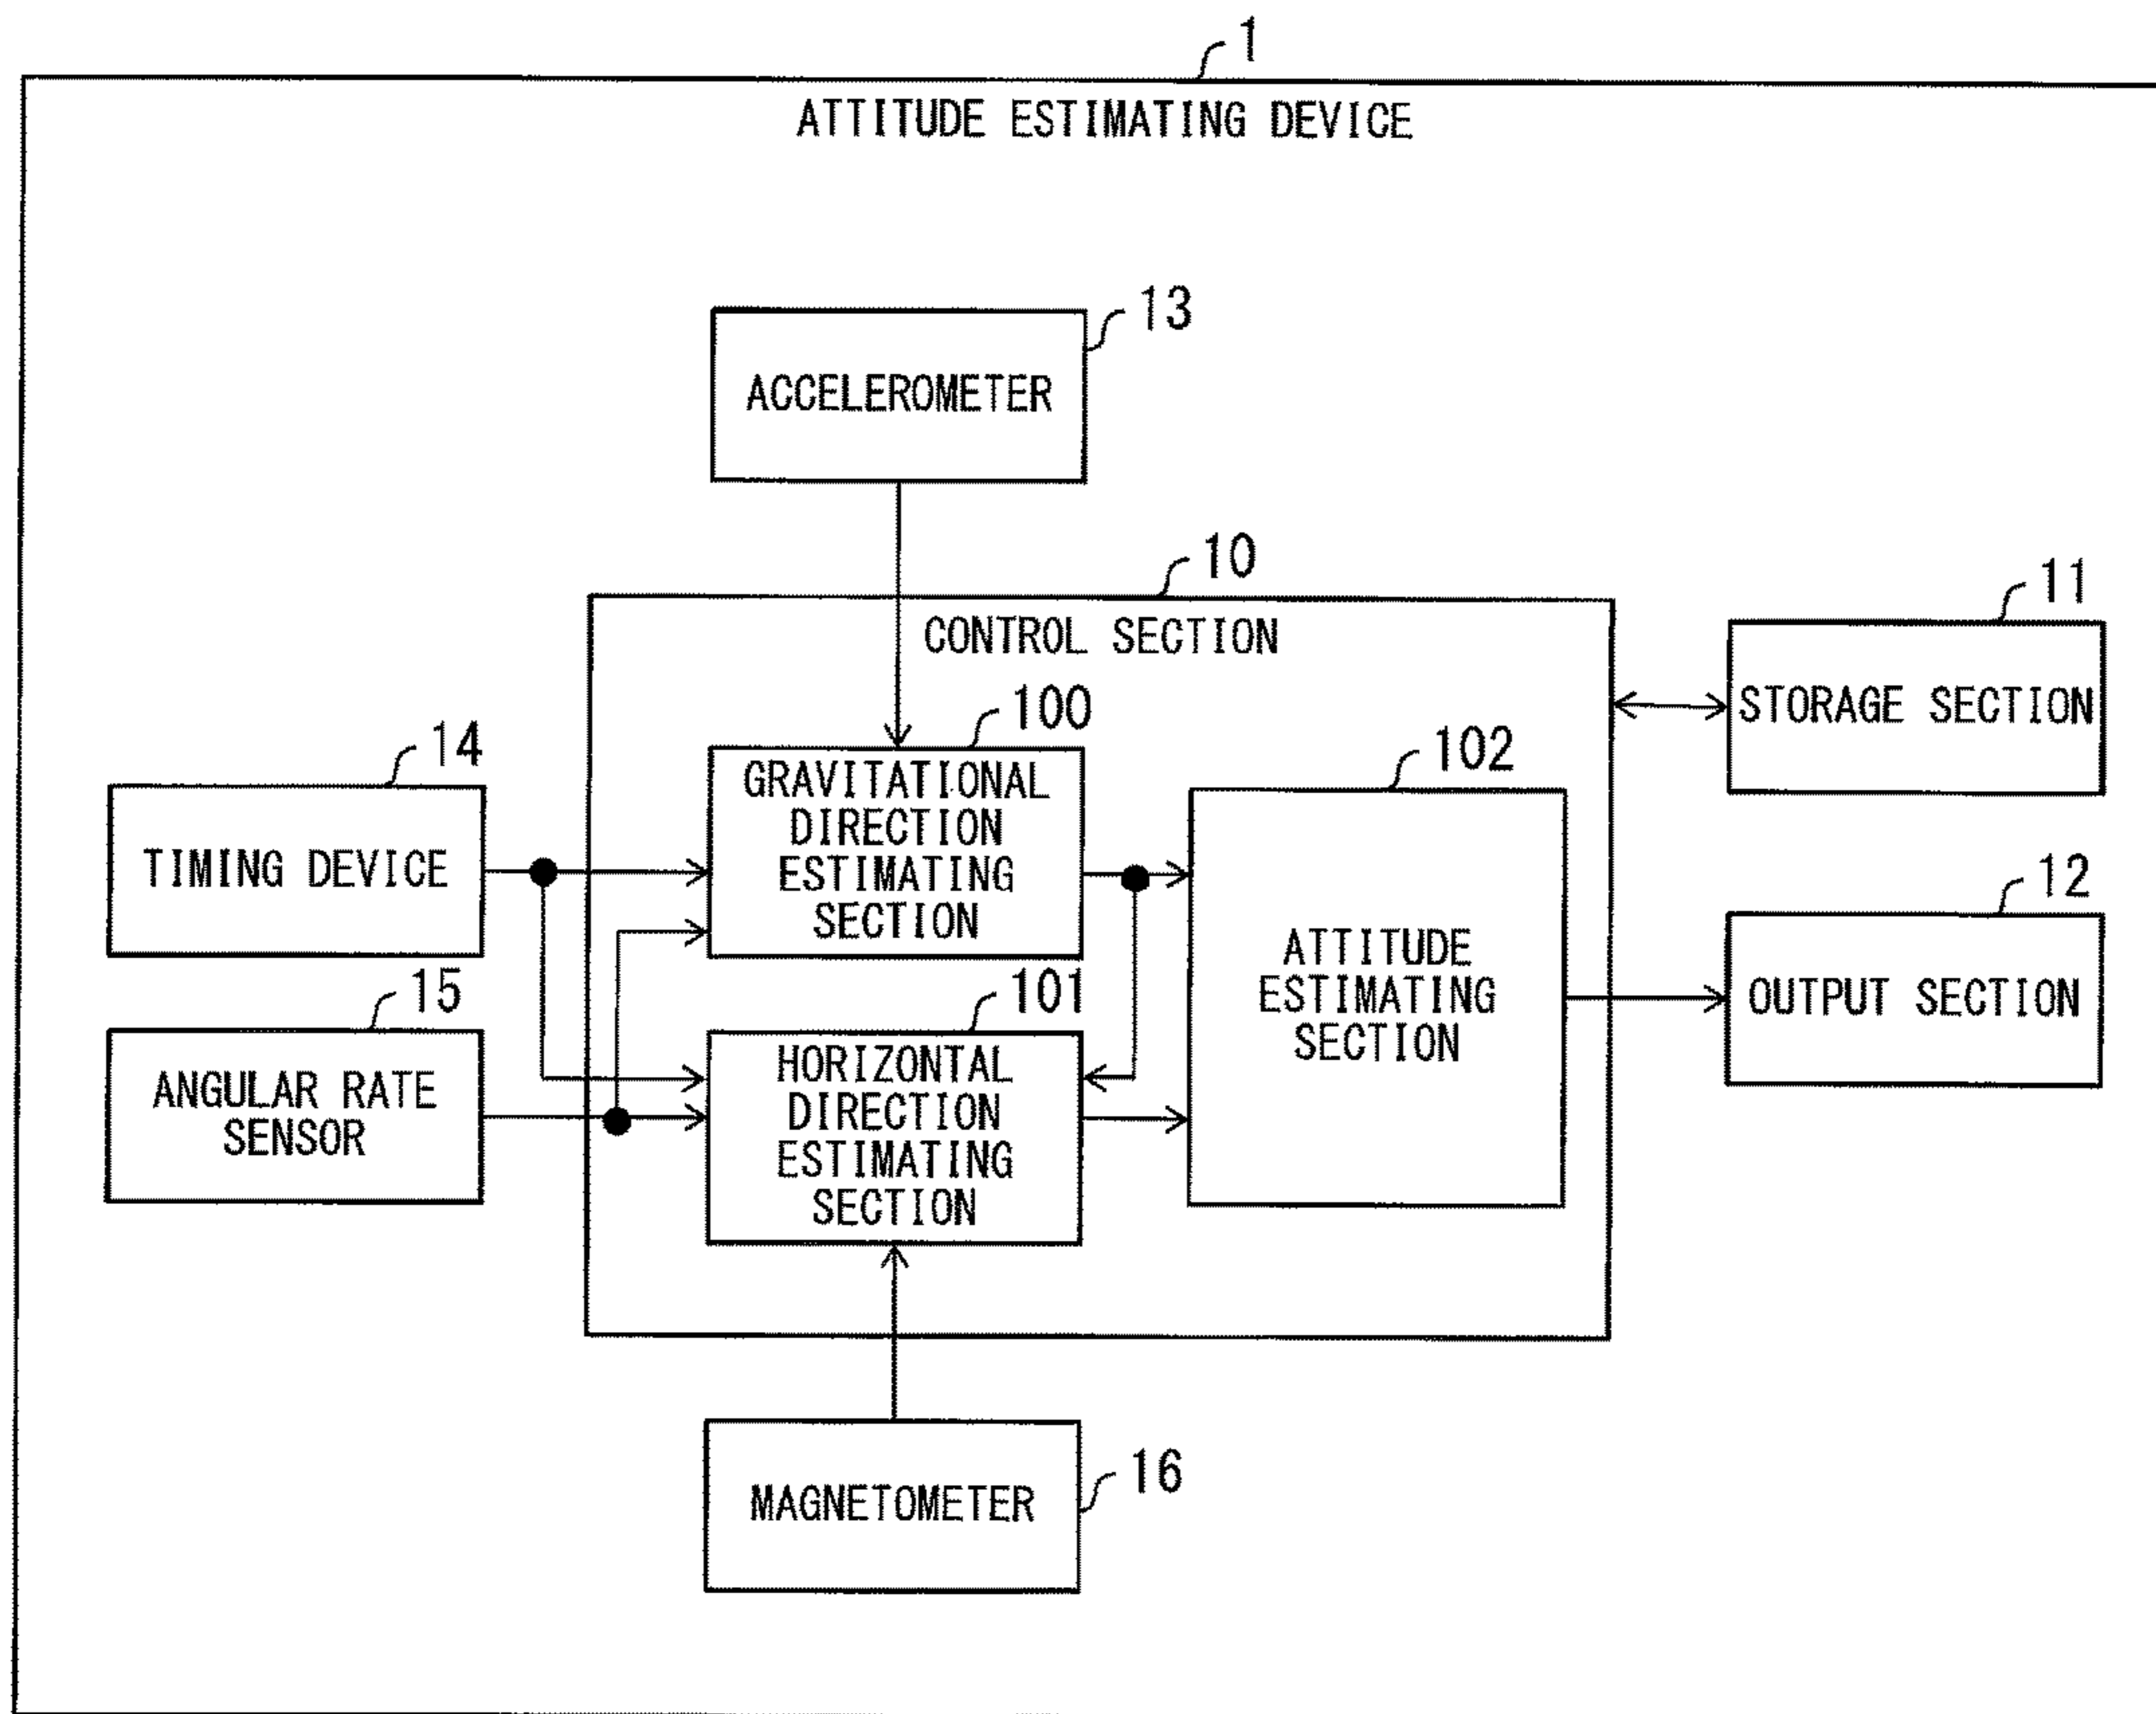 1
ATTITUDE ESTIMATING DEVICE
13
ACCELEROMETER
10
CONTROL SECTION
11
STORAGE SECTION
100
GRAVITATIONAL
DIRECTION
ESTIMATING
SECTION
14
TIMING DEVICE
102
ATTITUDE
ESTIMATING
SECTION
12
OUTPUT SECTION
15
ANGULAR RATE
SENSOR
101
HORIZONTAL
DIRECTION
ESTIMATING
SECTION
16
MAGNETOMETER